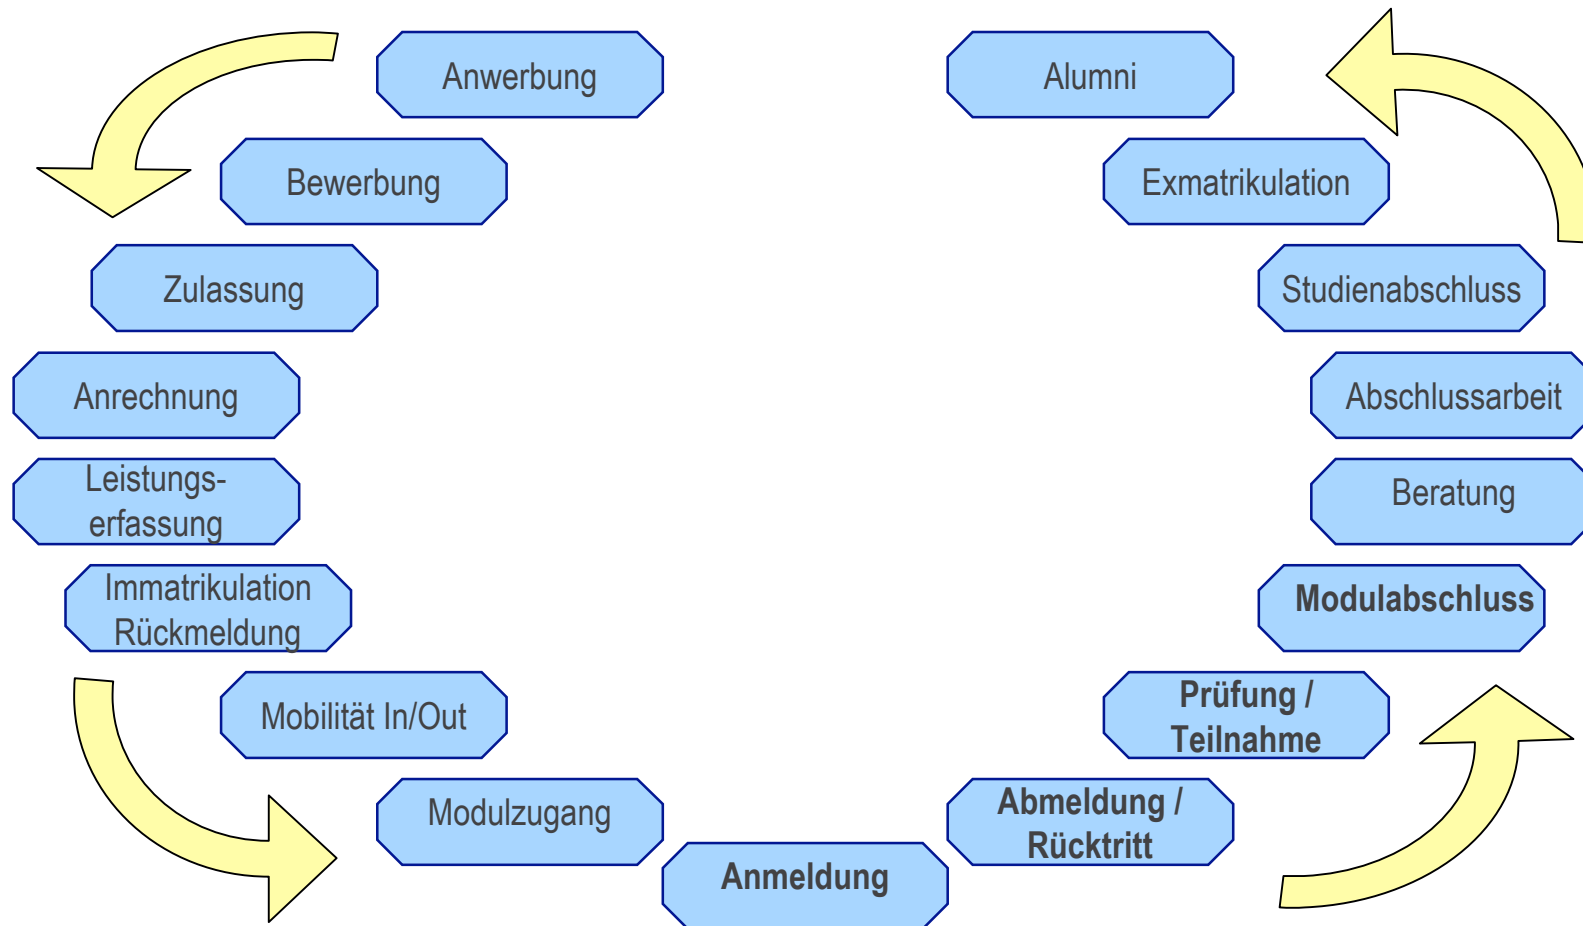 Anwerbung
Bewerbung
Zulassung
Anrechnung
Leistungs-
erfassung
Immatrikulation
Rückmeldung
Mobilität In/Out
Modulzugang
Anmeldung
Abmeldung /
Rücktritt
Prüfung /
Teilnahme
Modulabschluss
Beratung
Abschlussarbeit
Studienabschluss
Exmatrikulation
Alumni